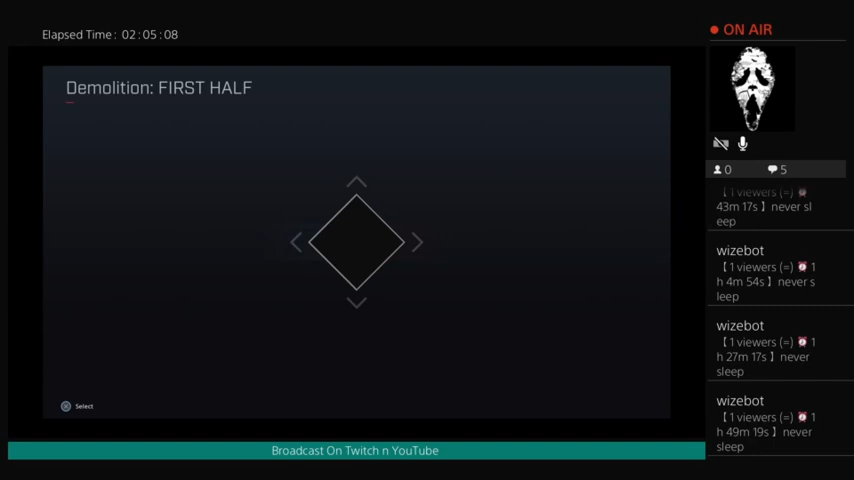 Elapsed Time: 02:05:08
ON AIR
Demolition: FIRST HALF
0
5
【 1 viewers (=) ⏰
43m 17s 】 never sl
eep
wizebot
【 1 viewers (=) ⏰ 1
h 4m 54s 】 never s
leep
wizebot
【 1 viewers (=) ⏰ 1
h 27m 17s 】 never
sleep
wizebot
【 1 viewers (=) ⏰ 1
h 49m 19s 】 never
sleep
Select
Broadcast On Twitch n YouTube